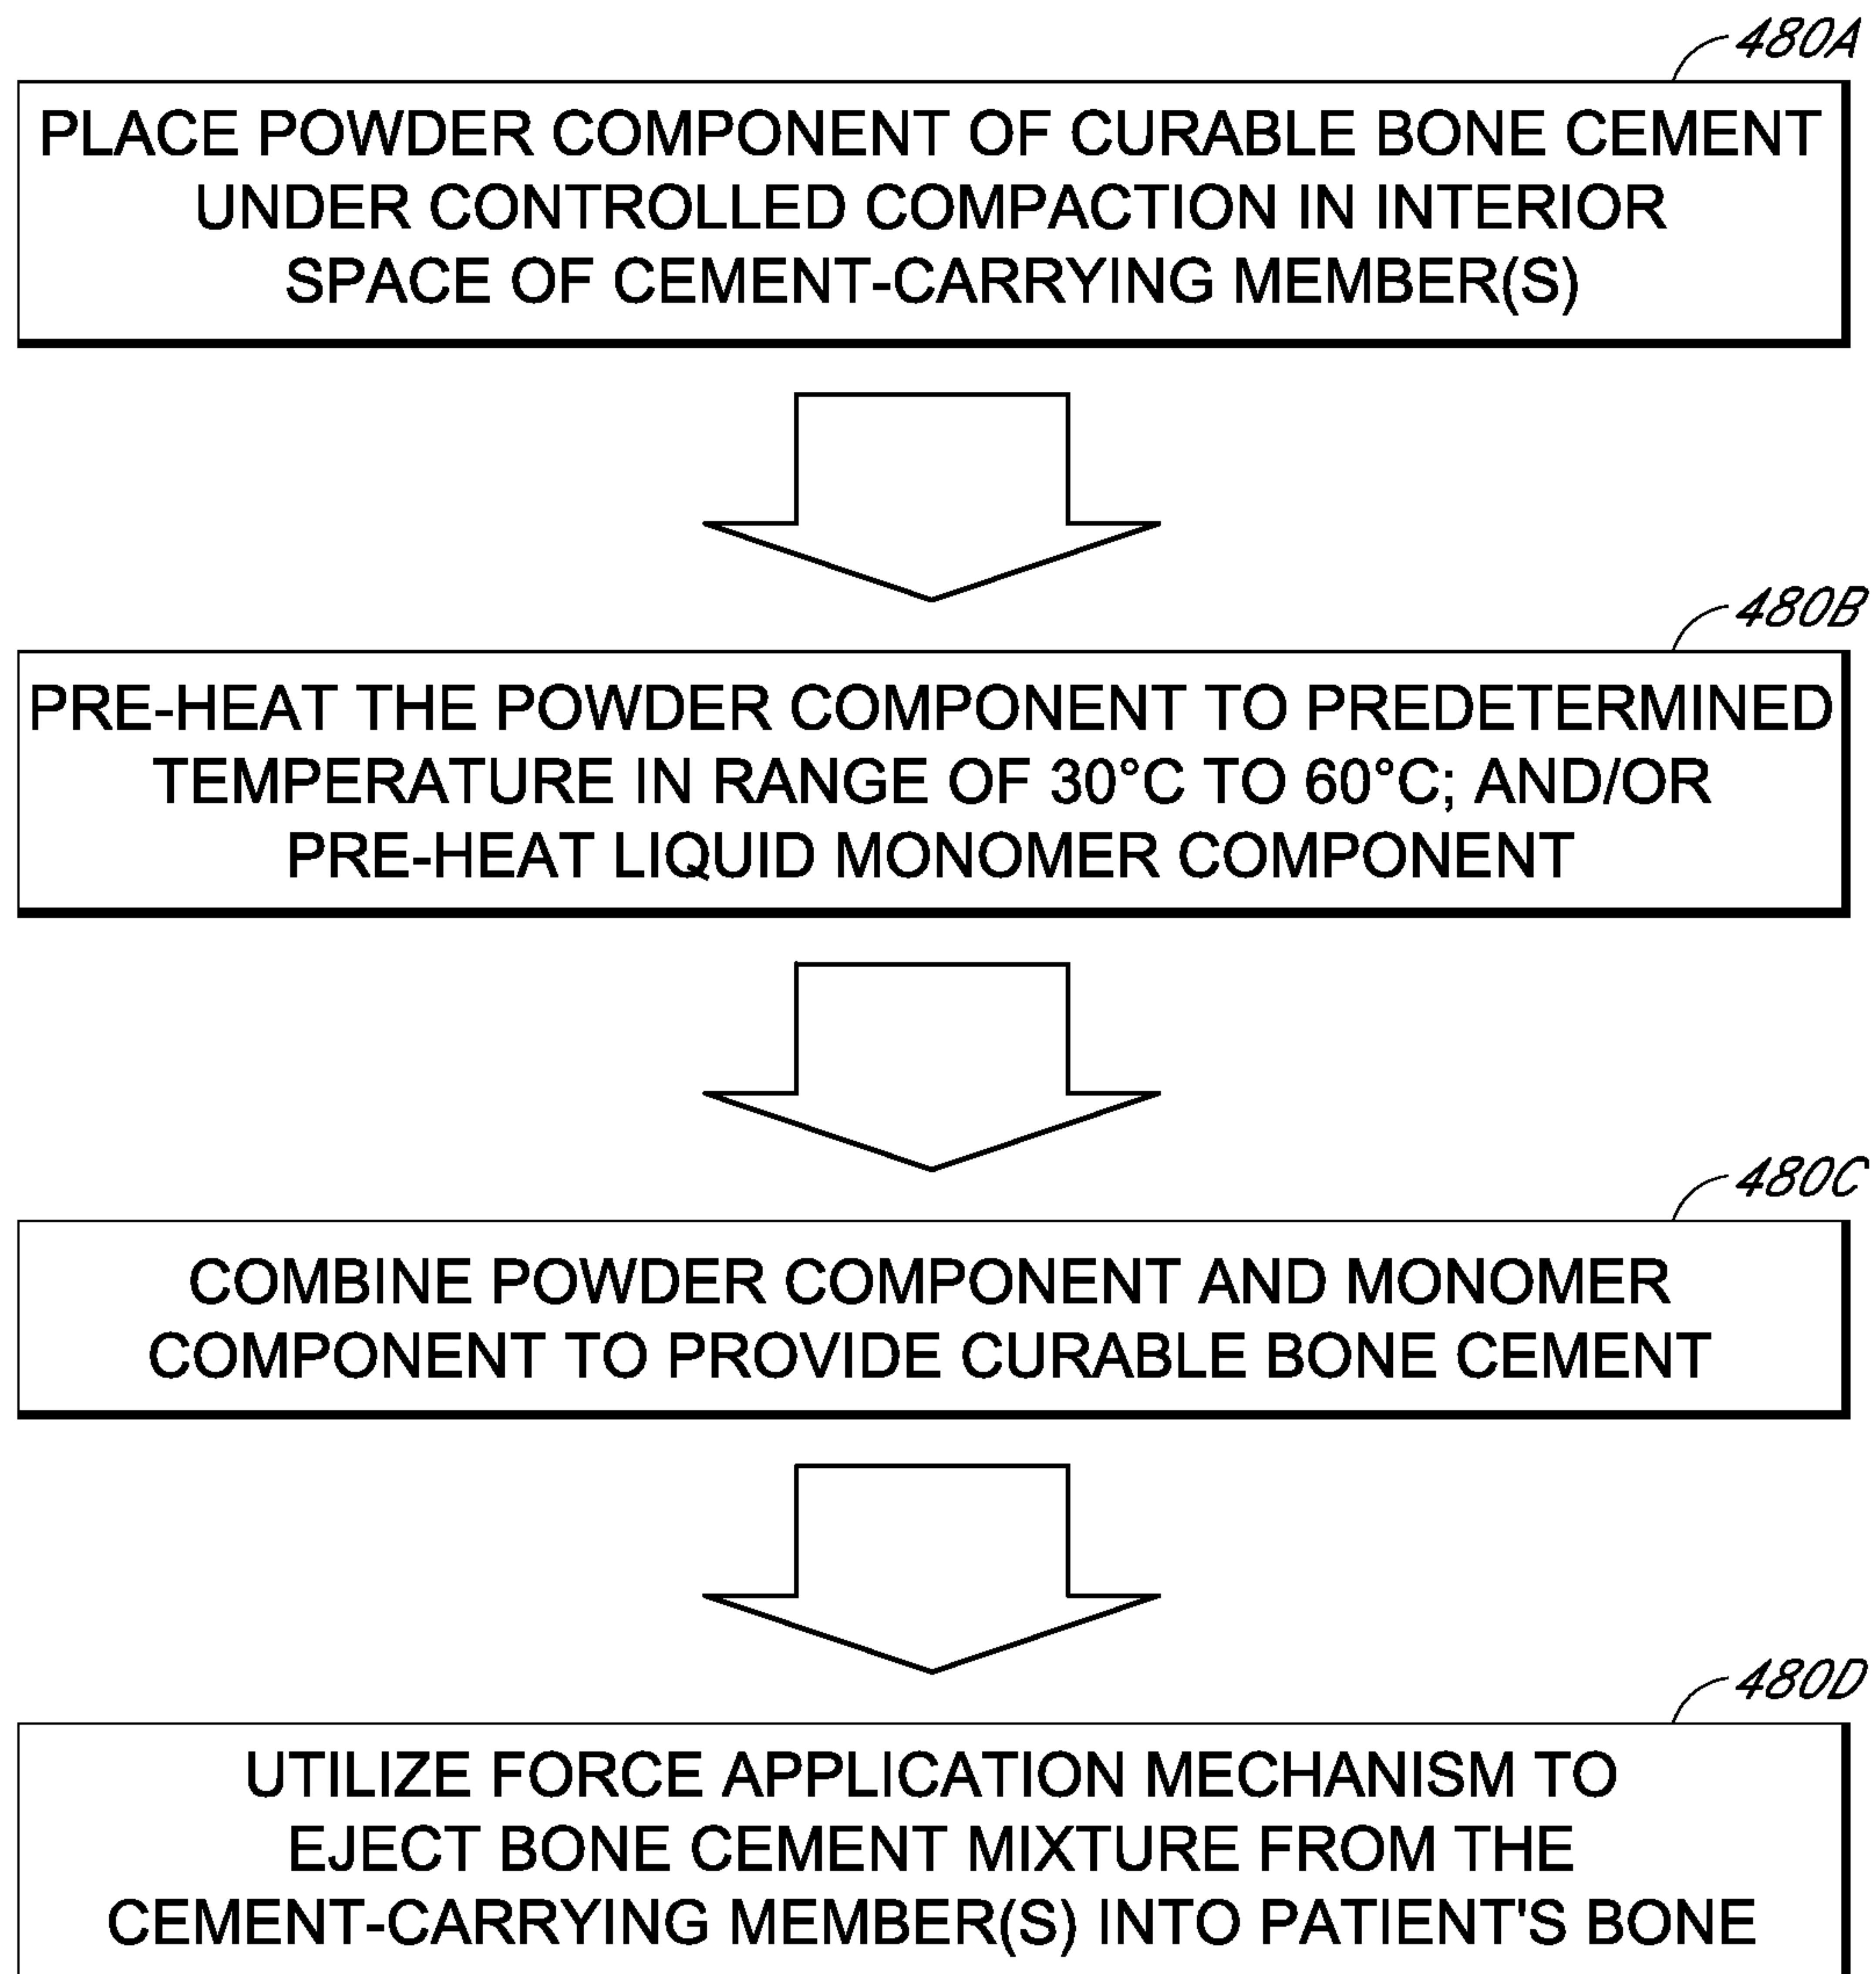 480A
PLACE POWDER COMPONENT OF CURABLE BONE CEMENT
UNDER CONTROLLED COMPACTION IN INTERIOR
SPACE OF CEMENT-CARRYING MEMBER(S)
480B
PRE-HEAT THE POWDER COMPONENT TO PREDETERMINED
TEMPERATURE IN RANGE OF 30°C TO 60°C; AND/OR
PRE-HEAT LIQUID MONOMER COMPONENT
480C
COMBINE POWDER COMPONENT AND MONOMER
COMPONENT TO PROVIDE CURABLE BONE CEMENT
480D
UTILIZE FORCE APPLICATION MECHANISM TO
EJECT BONE CEMENT MIXTURE FROM THE
CEMENT-CARRYING MEMBER(S) INTO PATIENT'S BONE